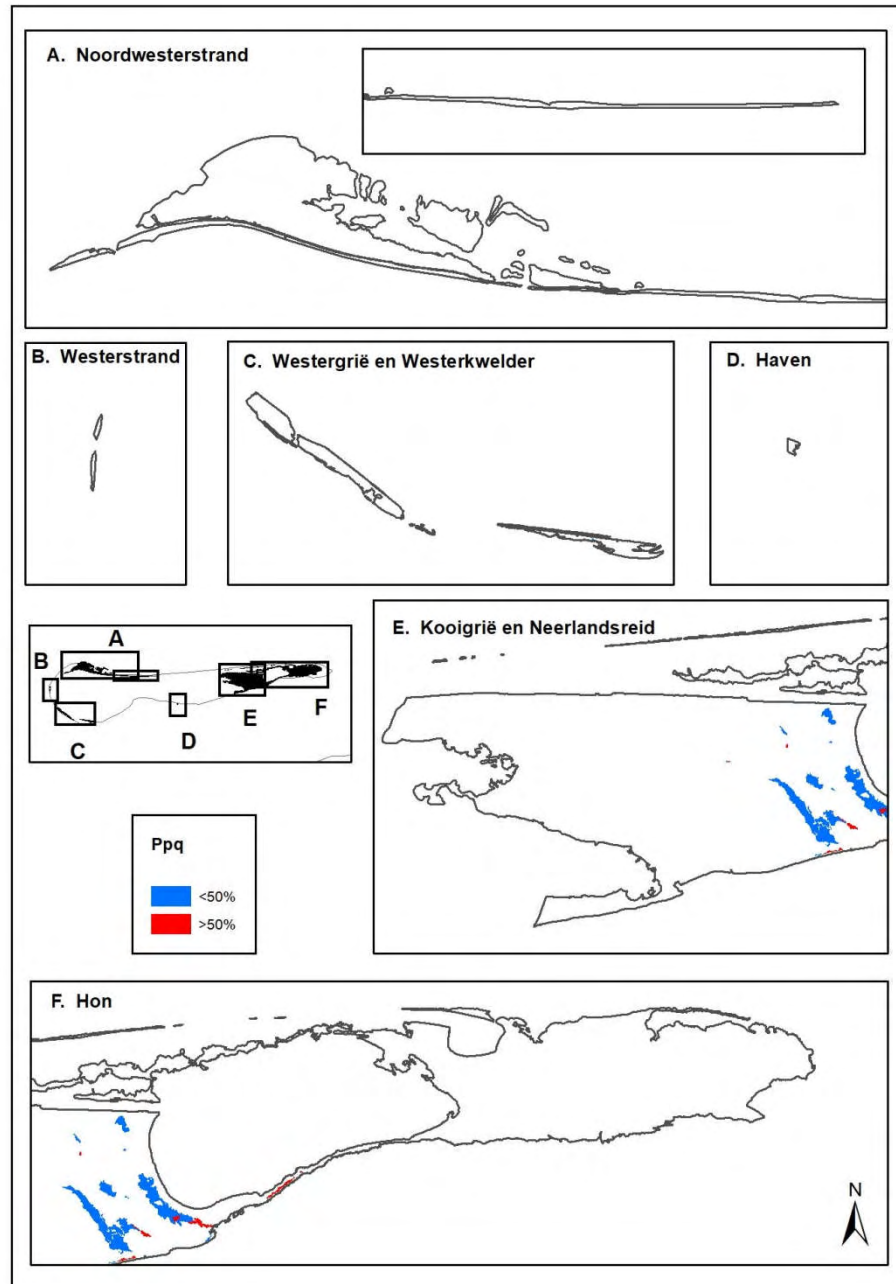 A. Noordwesterstrand
B. Westerstrand
C. Westergrië en Westerkwelder
D. Haven
A
B
C
D
E
F
E. Kooigrië en Neerlandsreid
Ppq
<50%
>50%
F. Hon
N